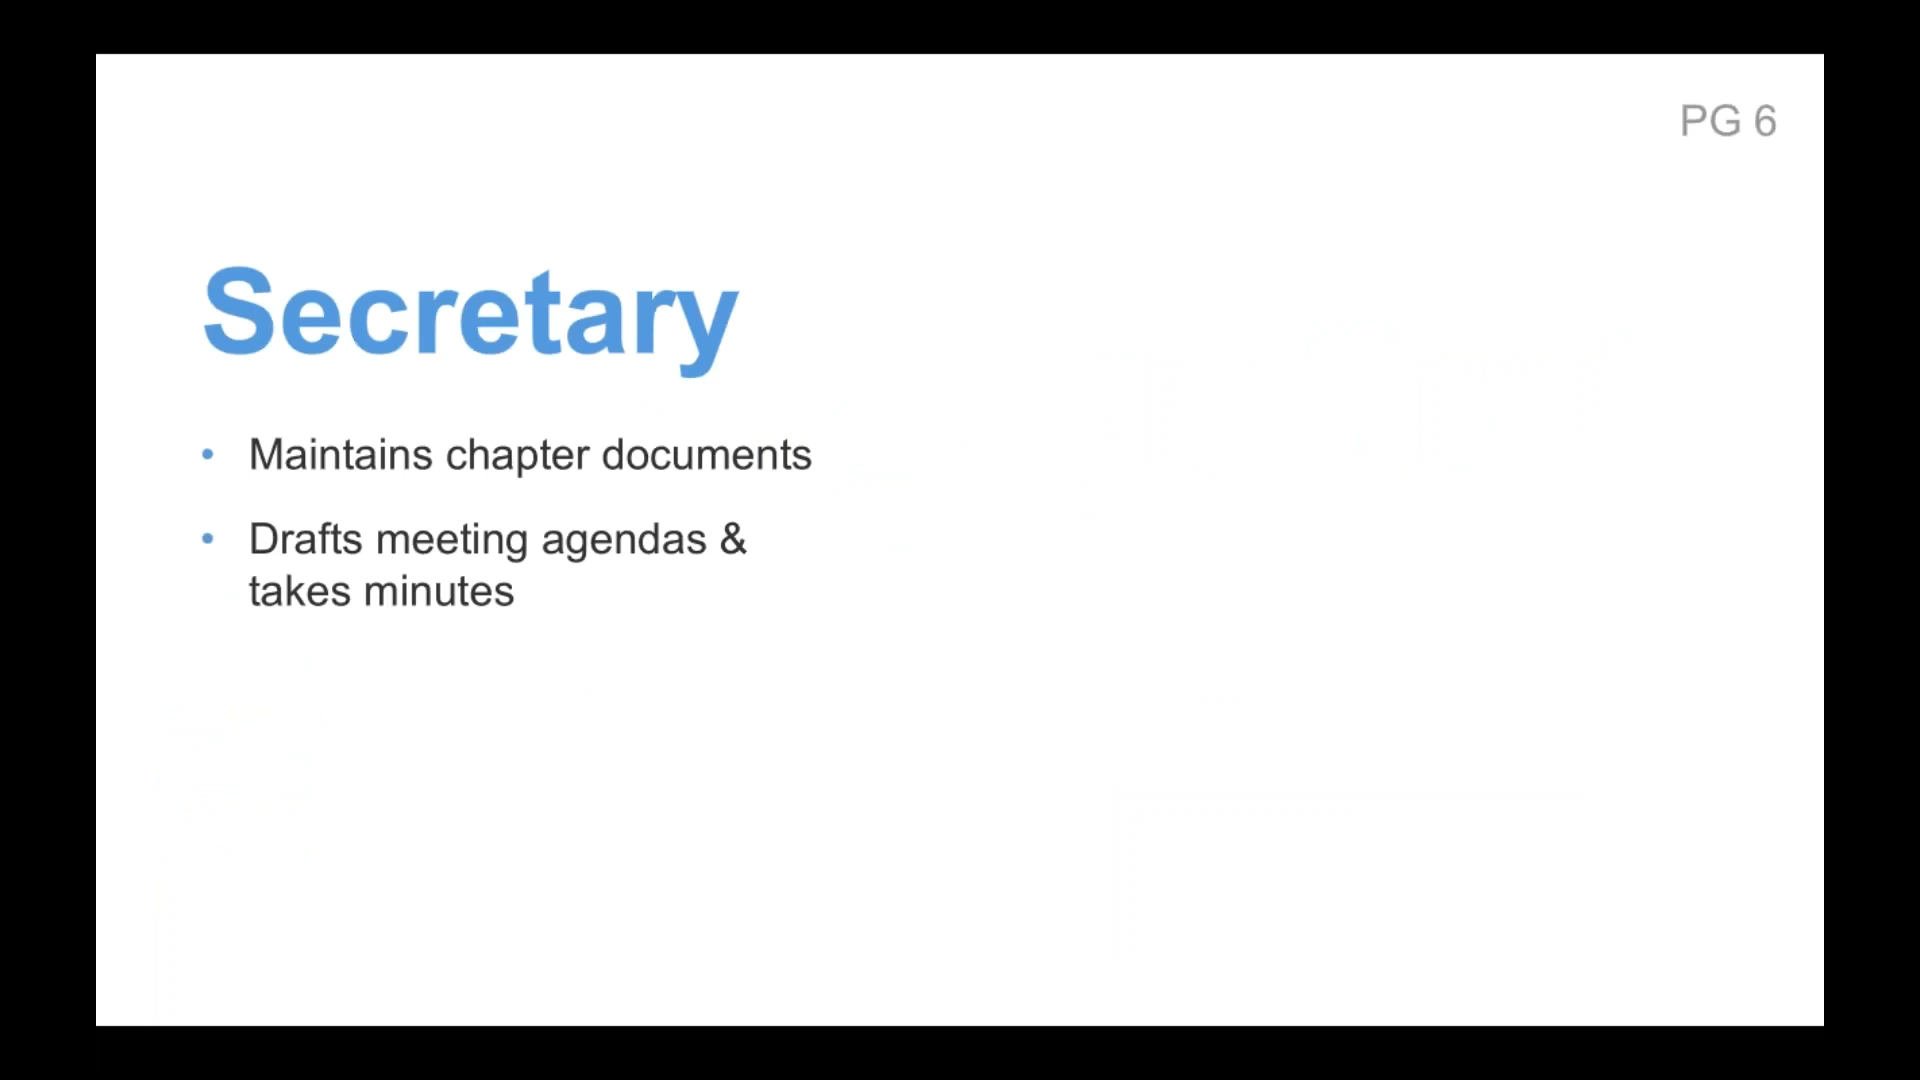 PG 6
Secretary
• Maintains chapter documents
• Drafts meeting agendas &
takes minutes